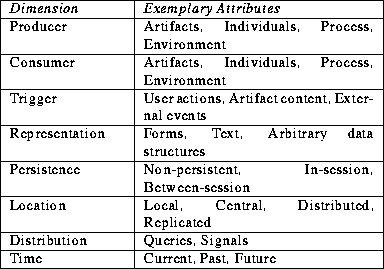 Dimension Exemplary Attributes
Producer Artifacts, Individuals, Process,
Environment
Consumer Artifacts, Individuals, Process,
Environment
Trigger User actions, Artifact content, Exter-
nal events
Representation Forms, Text, Arbitrary data
structures
Persistence Non-persistent, In-session,
Between-session
Location Local, Central, Distributed,
Replicated
Distribution Queries, Signals
Time Current, Past, Future